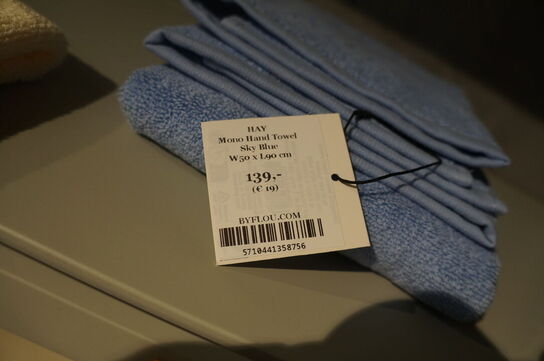 HAY
Mono Hand Towel
Sky Blue
W50 x L90 cm
139,-
(€ 19)
BYFLOU.COM
5710441358756